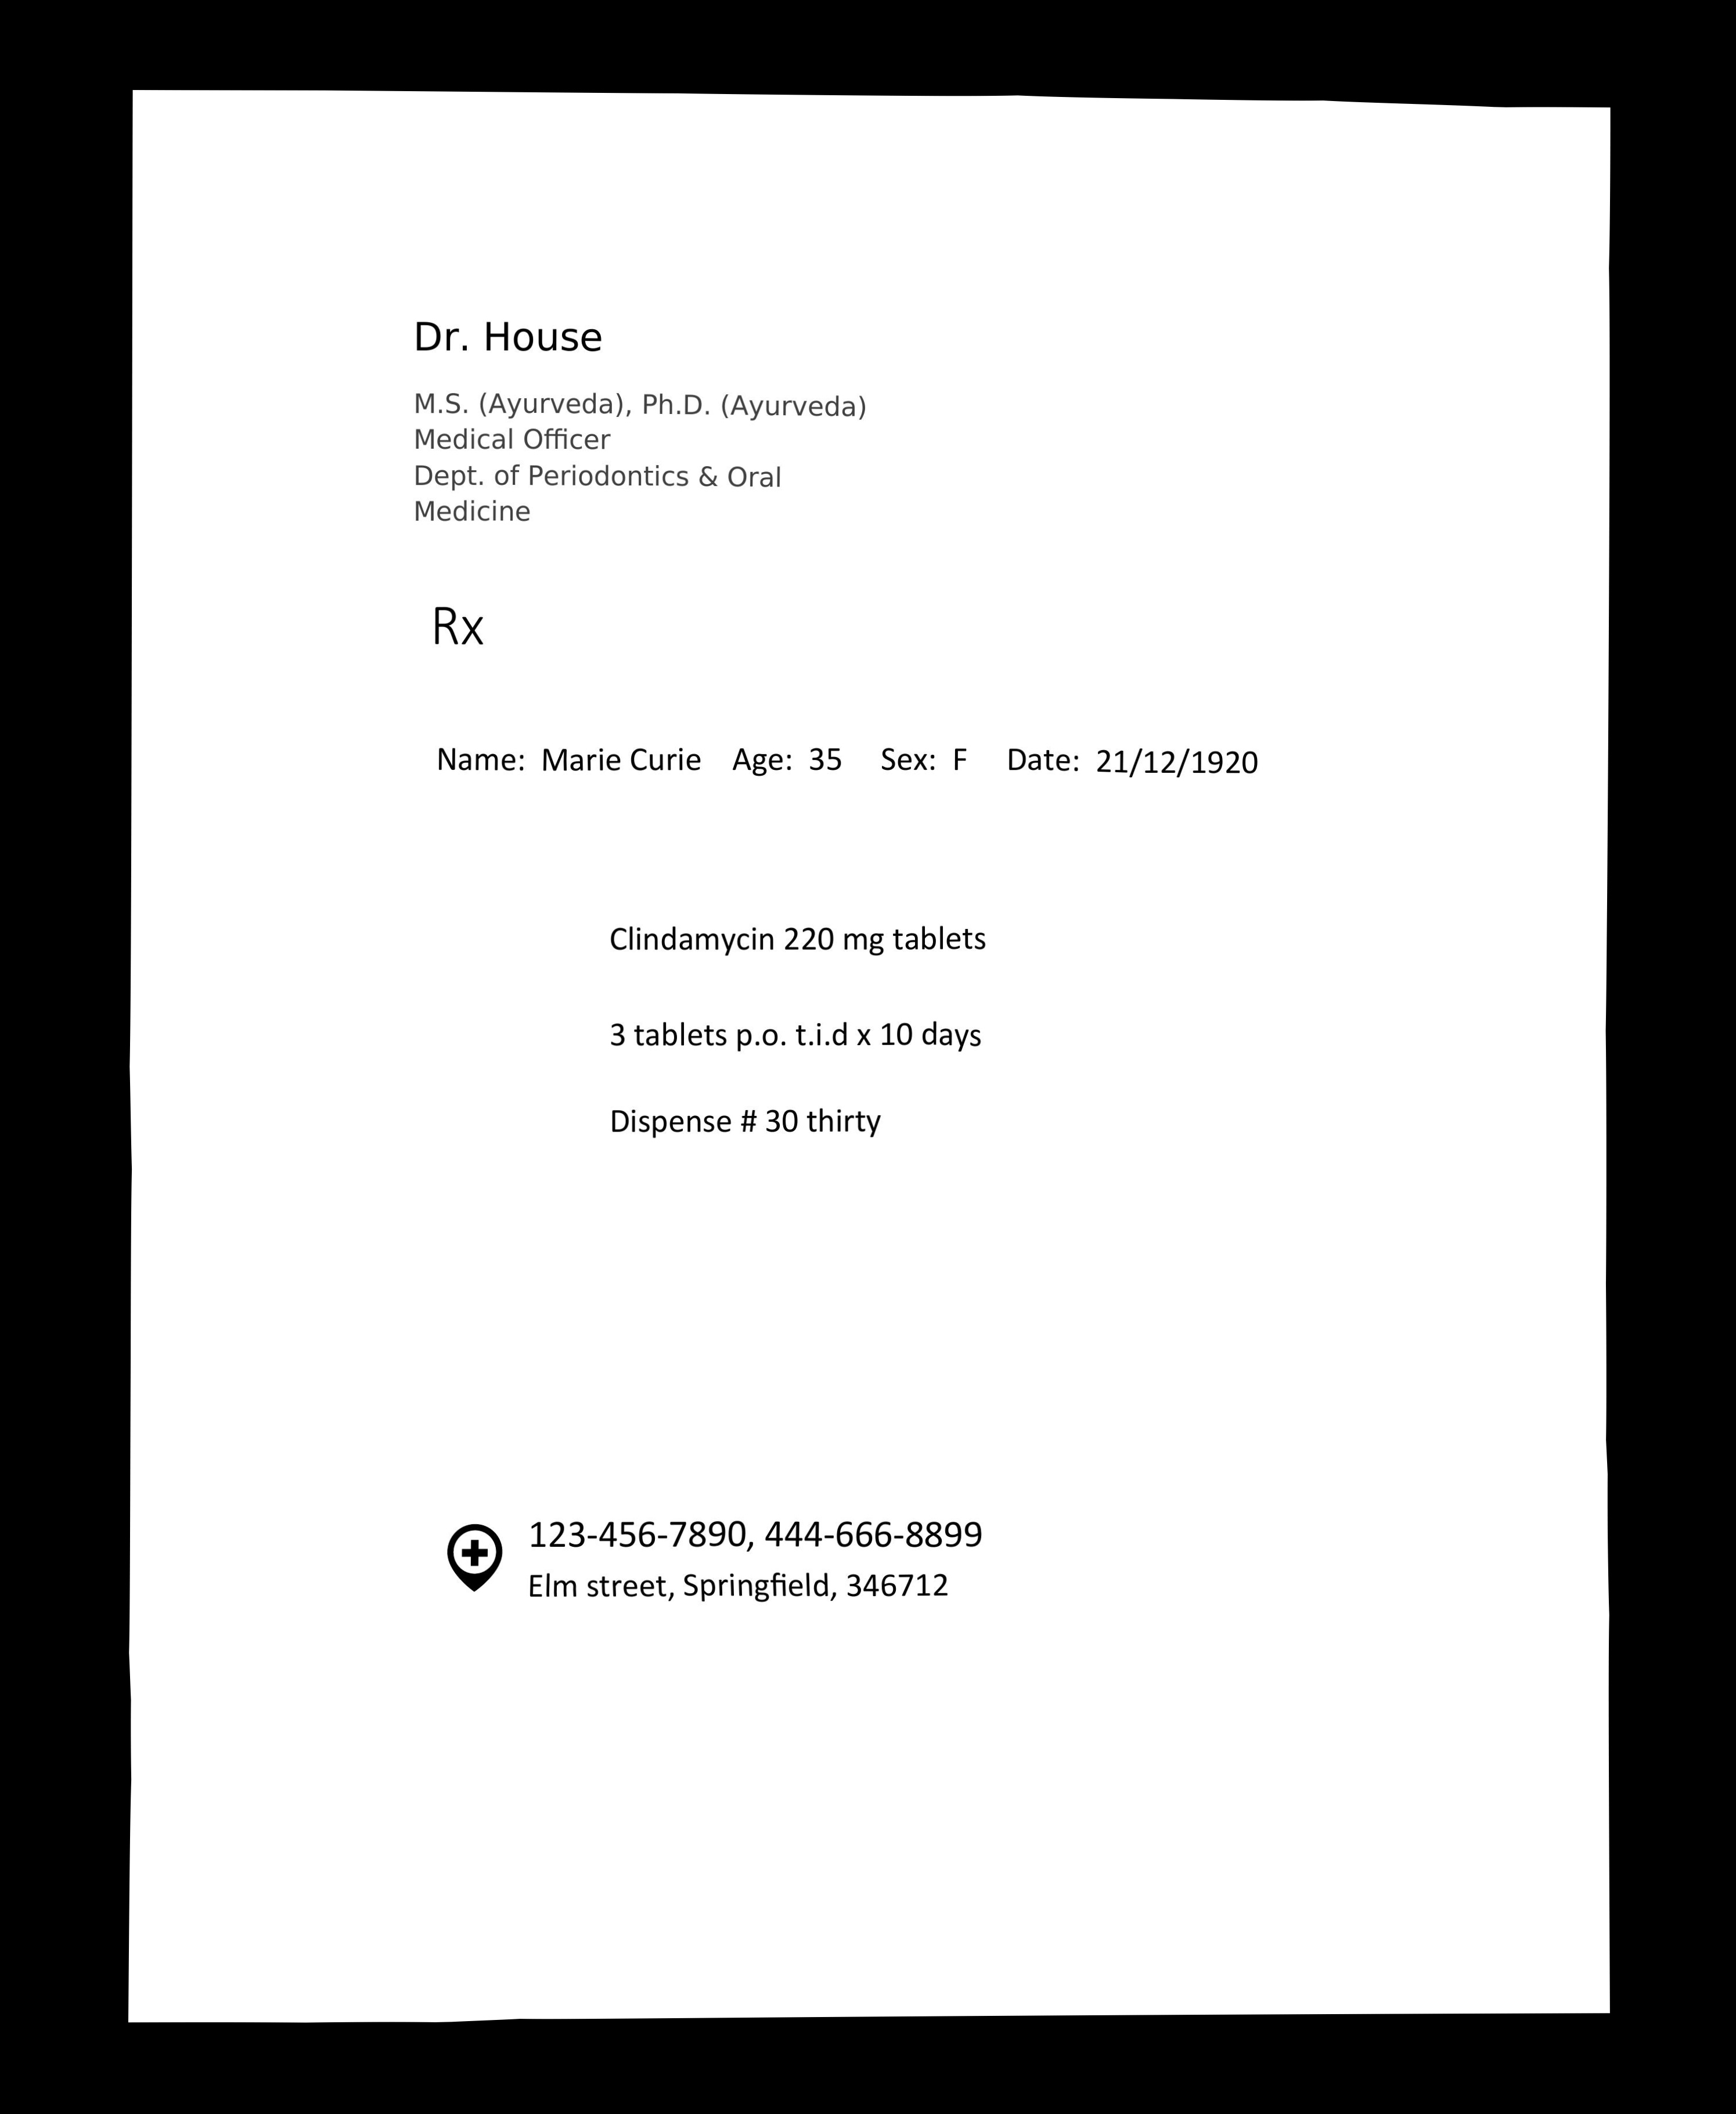 Dr. House
M.S. (Ayurveda), Ph.D. (Ayurveda)
Medical Officer
Dept. of Periodontics & Oral
Medicine
Rx
Name: Marie Curie Age: 35 Sex: F Date: 21/12/1920
Clindamycin 220 mg tablets
3 tablets p.o. t.i.d x 10 days
Dispense # 30 thirty
123-456-7890, 444-666-8899
Elm street, Springfield, 346712